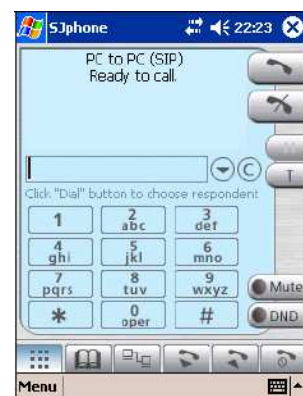 SJphone 22:23
PC to PC (SIP)
Ready to call.
C
T
Click "Dial" button to choose respondent
1 2 abc 3 def
4 ghi 5 jkl 6 mno
7 pqrs 8 tuv 9 wxyz
Mute
* 0 oper #
DND
Menu